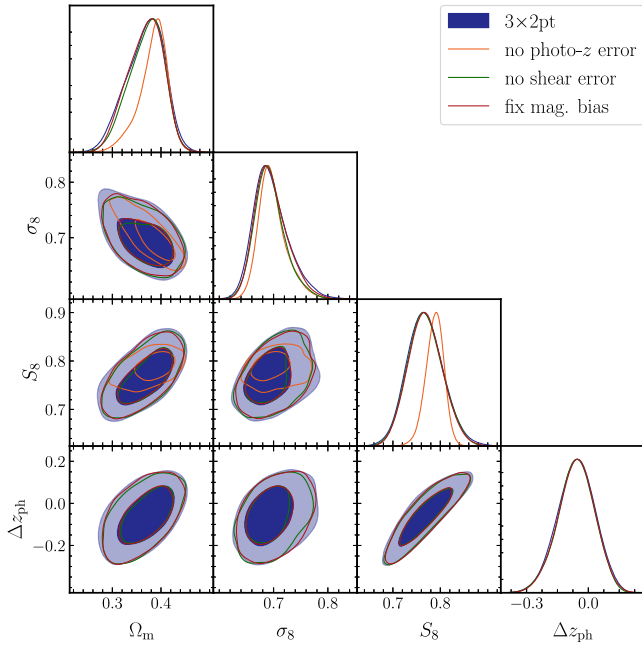 3×2pt
no photo-z error
no shear error
fix mag. bias
0.8
0.7
σ8
0.9
0.8
0.7
S8
0.2
0.0
−0.2
Δzph
0.3 0.4 0.7 0.8 0.7 0.8 −0.3 0.0
Ωm σ8 S8 Δzph